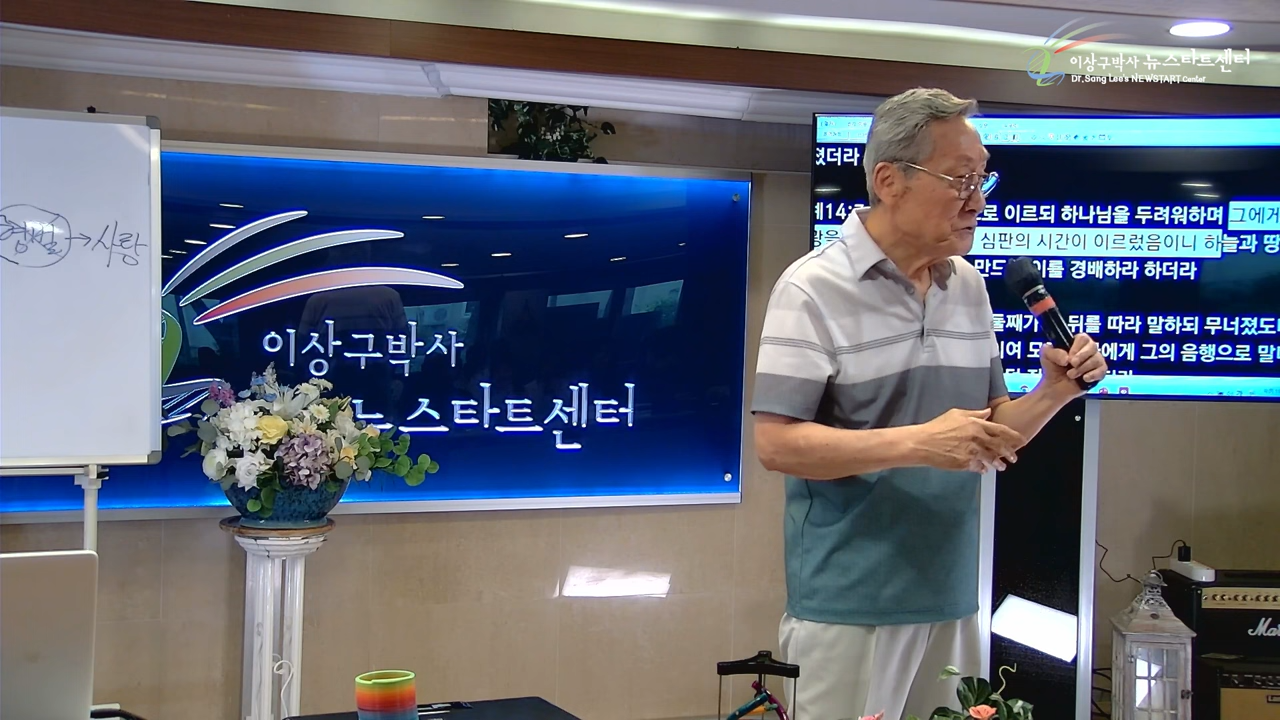 이상구박사 뉴스타트센터
Dr. Sang Lee's NEWSTART Center
→ 사랑
이상구박사
뉴스타트센터
졌더라
로 이르되 하나님을 두려워하며 그에게
심판의 시간이 이르렀음이니 하늘과 땅
이를 경배하라 하더라
뒤를 따라 말하되 무너졌도다
에게 그의 음행으로